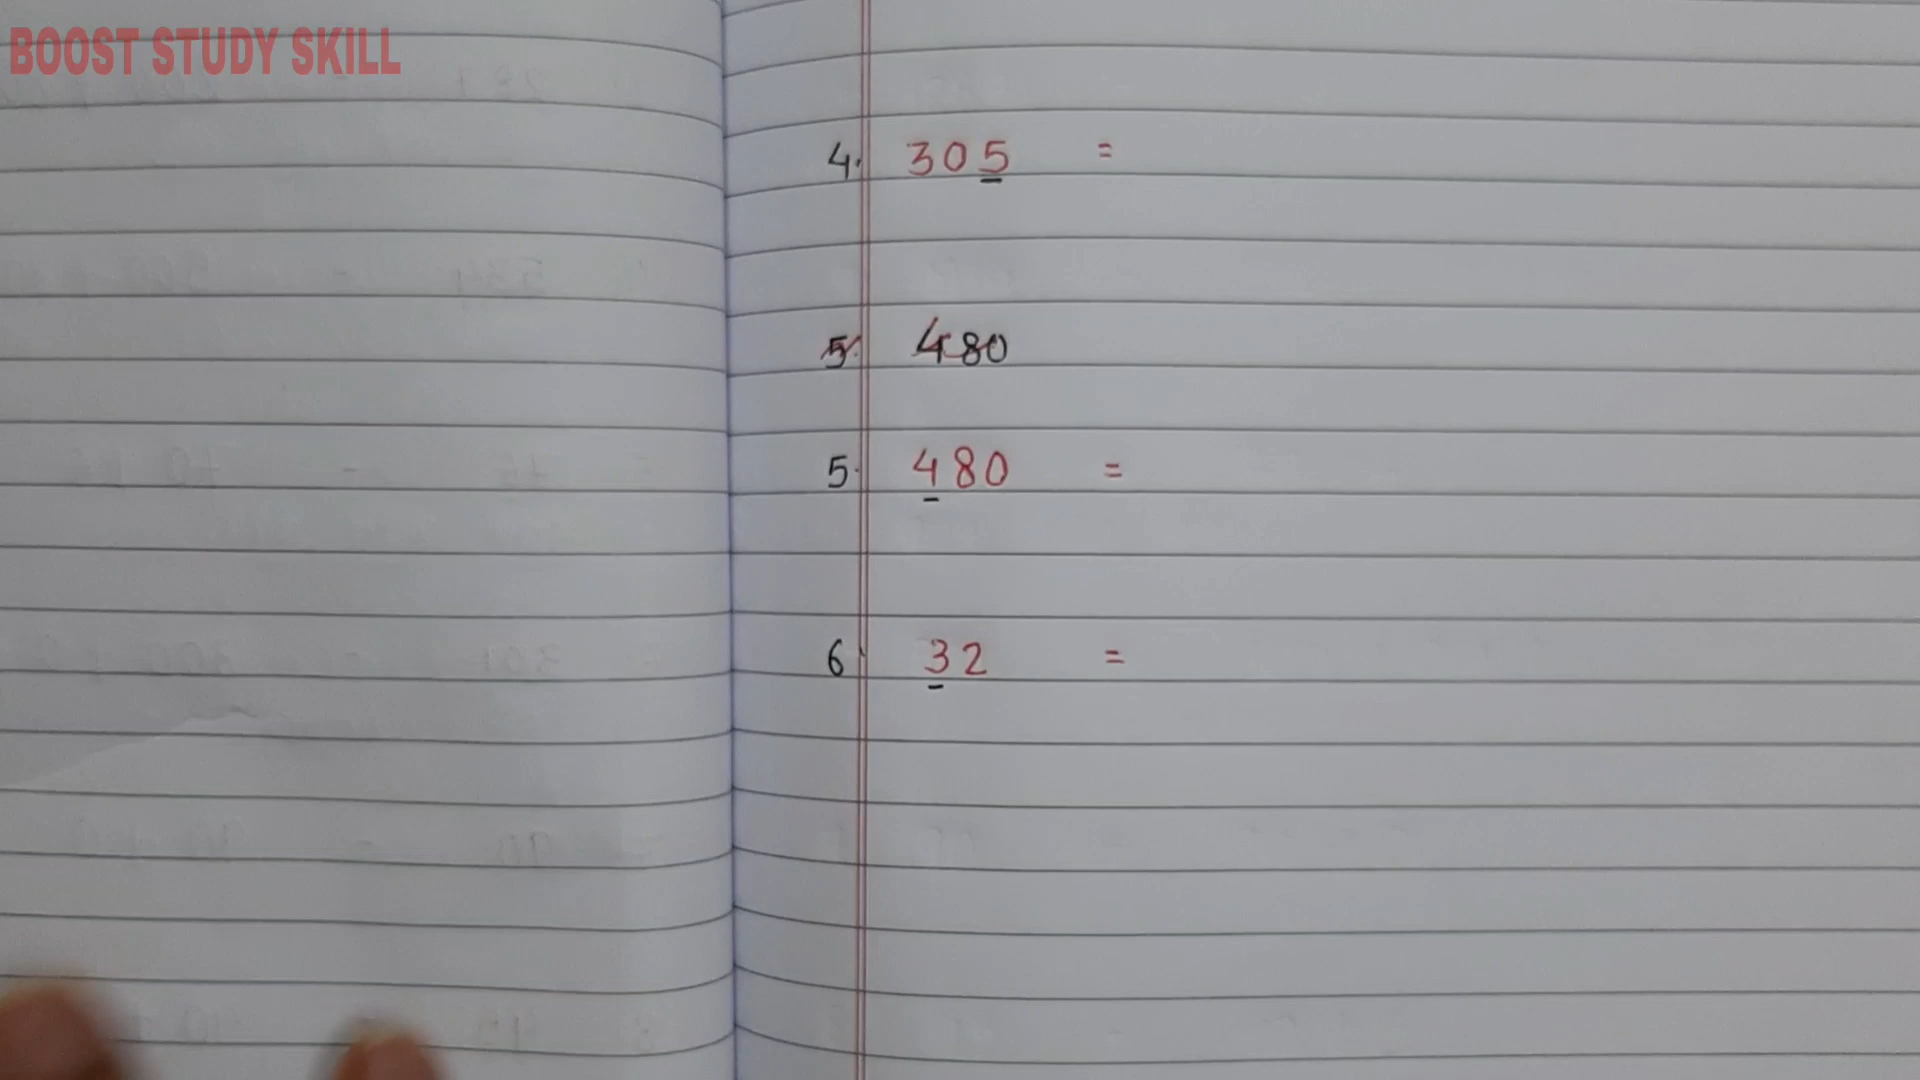 BOOST STUDY SKILL
4. 305 =
5. 480
5. 480 =
6. 32 =